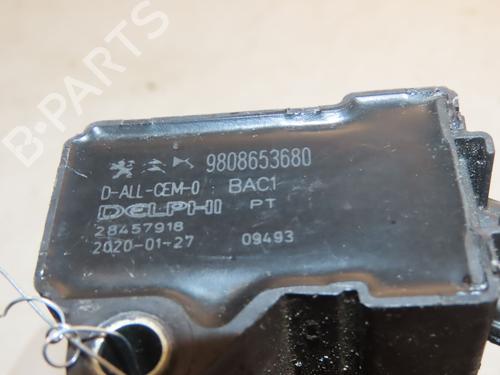 B-PARTS
9808653680
D-ALL-CEM-0 BAC1
DELPHI PT
28457918
2020-01-27 09493